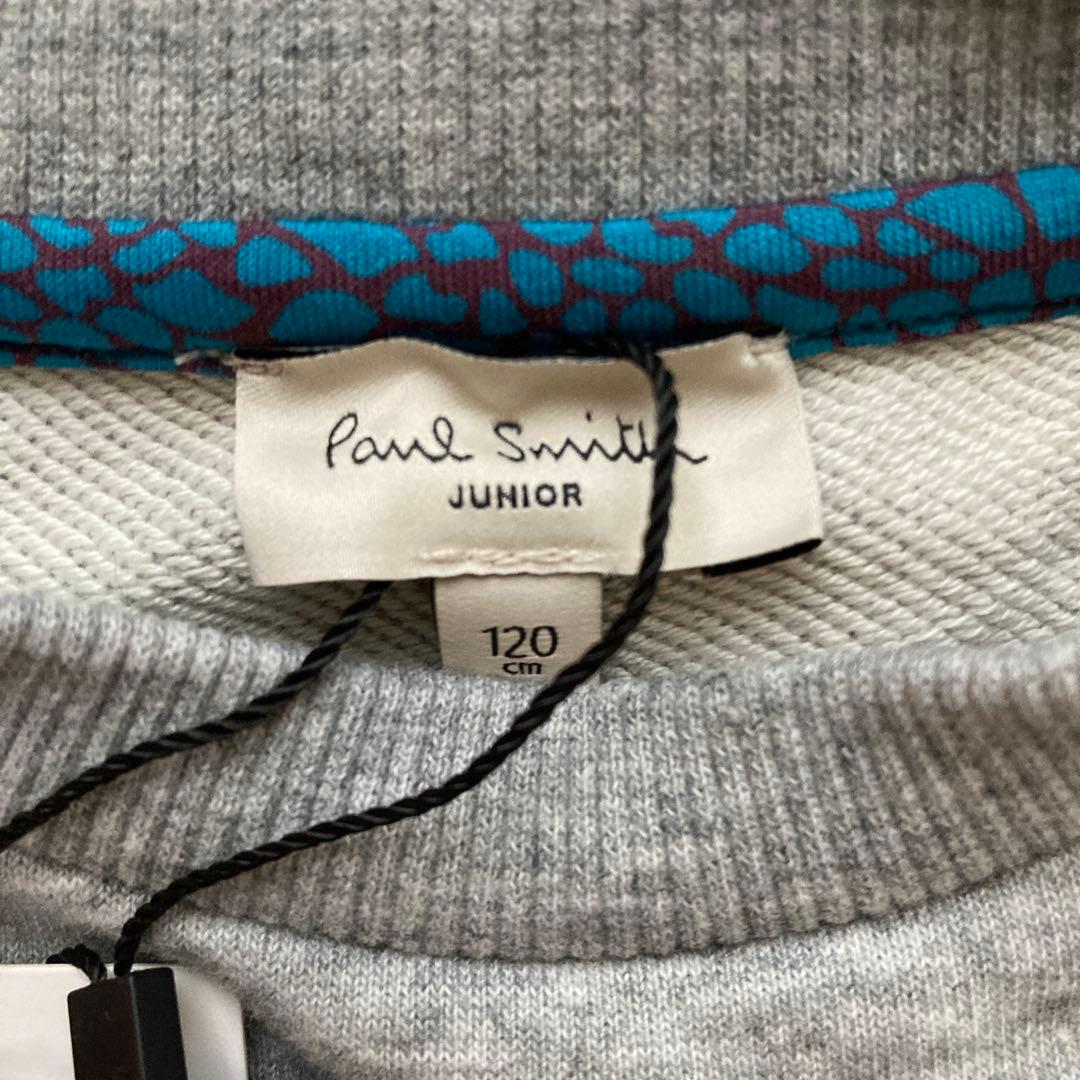 Paul Smith
JUNIOR
120
cm